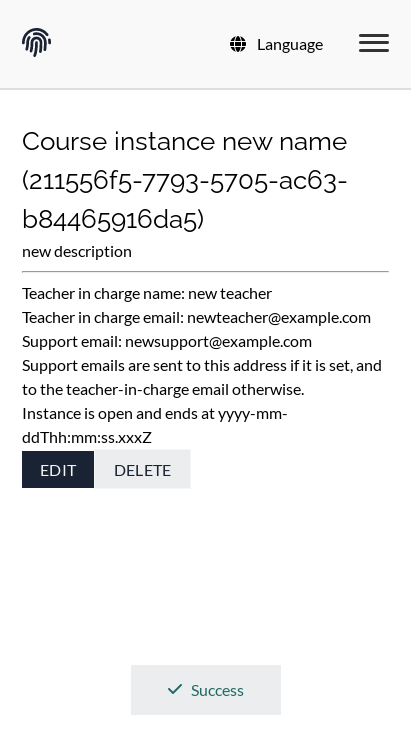 Language
Course instance new name
(211556f5-7793-5705-ac63-
b84465916da5)
new description
Teacher in charge name: new teacher
Teacher in charge email: newteacher@example.com
Support email: newsupport@example.com
Support emails are sent to this address if it is set, and
to the teacher-in-charge email otherwise.
Instance is open and ends at yyyy-mm-
ddThh:mm:ss.xxxZ
EDIT DELETE
Success